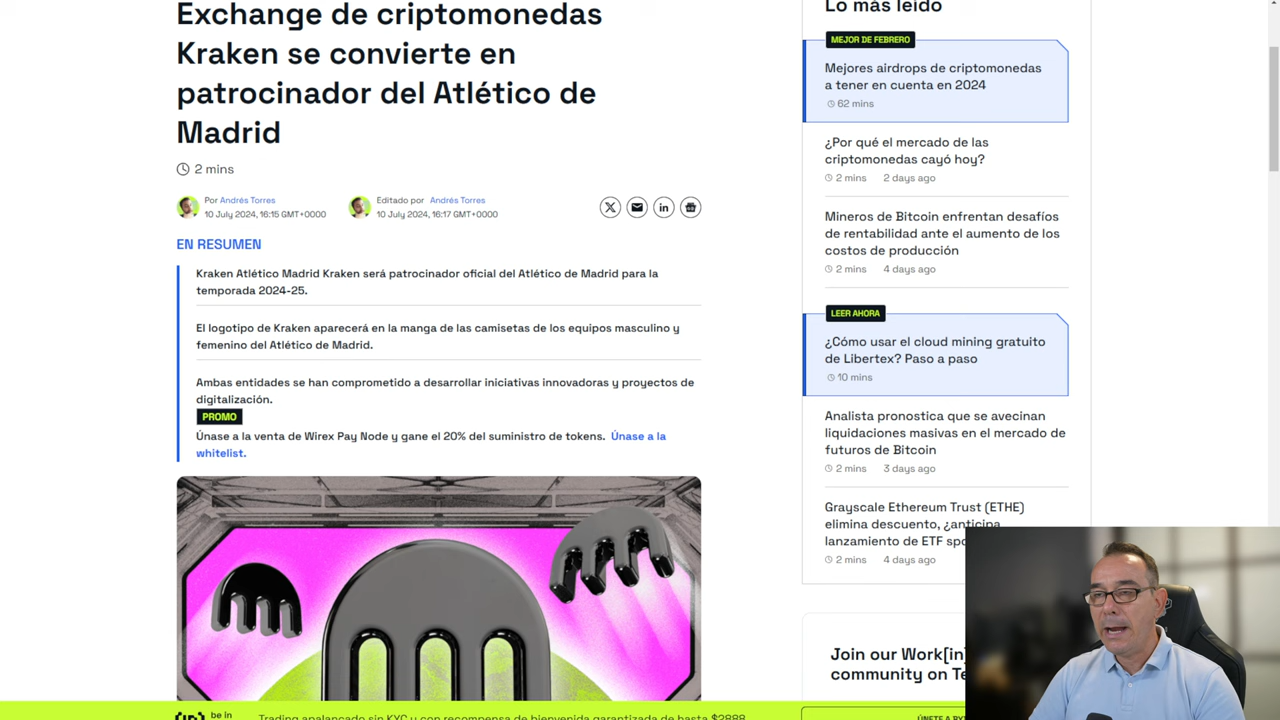 Exchange de criptomonedas
Kraken se convierte en
patrocinador del Atlético de
Madrid
2 mins
Por Andrés Torres
10 July 2024, 16:15 GMT+0000
Editado por Andrés Torres
10 July 2024, 16:17 GMT+0000
EN RESUMEN
Kraken Atlético Madrid Kraken será patrocinador oficial del Atlético de Madrid para la
temporada 2024-25.
El logotipo de Kraken aparecerá en la manga de las camisetas de los equipos masculino y
femenino del Atlético de Madrid.
Ambas entidades se han comprometido a desarrollar iniciativas innovadoras y proyectos de
digitalización.
PROMO
Únase a la venta de Wirex Pay Node y gane el 20% del suministro de tokens. Únase a la
whitelist.
Lo más leído
MEJOR DE FEBRERO
Mejores airdrops de criptomonedas
a tener en cuenta en 2024
62 mins
¿Por qué el mercado de las
criptomonedas cayó hoy?
2 mins 2 days ago
Mineros de Bitcoin enfrentan desafíos
de rentabilidad ante el aumento de los
costos de producción
2 mins 4 days ago
LEER AHORA
¿Cómo usar el cloud mining gratuito
de Libertex? Paso a paso
10 mins
Analista pronostica que se avecinan
liquidaciones masivas en el mercado de
futuros de Bitcoin
2 mins 3 days ago
Grayscale Ethereum Trust (ETHE)
elimina descuento, ¿anticipa
lanzamiento de ETF
2 mins 4 days ago
Join our Work[in]
community on
be in
Trading apalancado sin KYC y con recompensa de bienvenida garantizada de hasta $2888